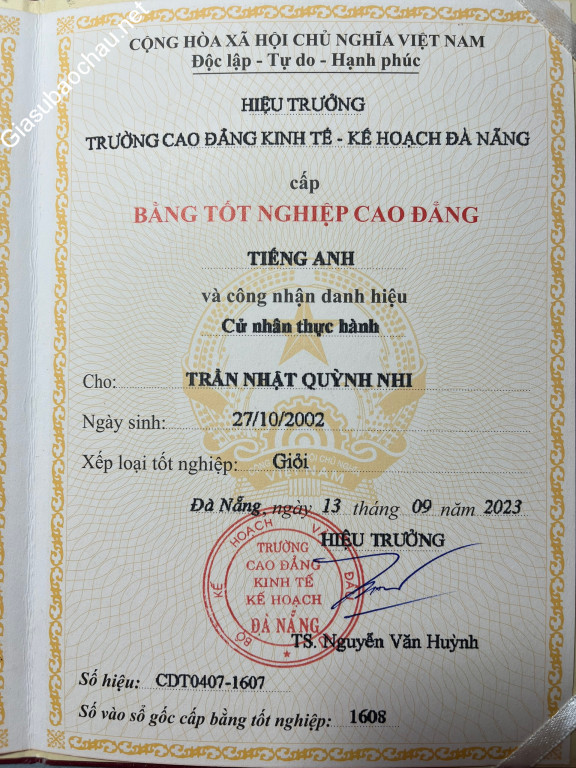 Giasubaochau.net
CỘNG HÒA XÃ HỘI CHỦ NGHĨA VIỆT NAM
Độc lập - Tự do - Hạnh phúc
HIỆU TRƯỞNG
TRƯỜNG CAO ĐẲNG KINH TẾ - KẾ HOẠCH ĐÀ NẴNG
cấp
BẰNG TỐT NGHIỆP CAO ĐẲNG
TIẾNG ANH
và công nhận danh hiệu
Cử nhân thực hành
Cho: TRẦN NHẬT QUỲNH NHI
Ngày sinh: 27/10/2002
Xếp loại tốt nghiệp: Giỏi
Đà Nẵng, ngày 13 tháng 09 năm 2023
HIỆU TRƯỞNG
BỘ KẾ HOẠCH VÀ ĐẦ
TRƯỜNG
CAO ĐẲNG
KINH TẾ
KẾ HOẠCH
ĐÀ NẴNG
TS. Nguyễn Văn Huỳnh
Số hiệu: CDT0407-1607
Số vào sổ gốc cấp bằng tốt nghiệp: 1608